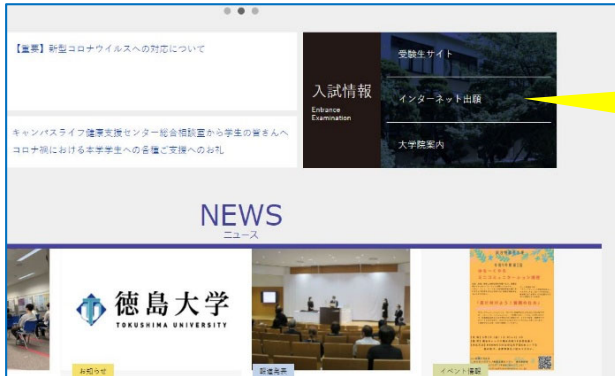 【重要】新型コロナウイルスへの対応について
キャンパスライフ健康支援センター総合相談室から学生の皆さんへ
コロナ禍における本学学生への各種ご支援へのお礼
入試情報
Entrance
Examination
受験生サイト
インターネット出願
大学院案内
NEWS
ニュース
徳島大学
TOKUSHIMA UNIVERSITY
お知らせ
報道発表
イベント情報